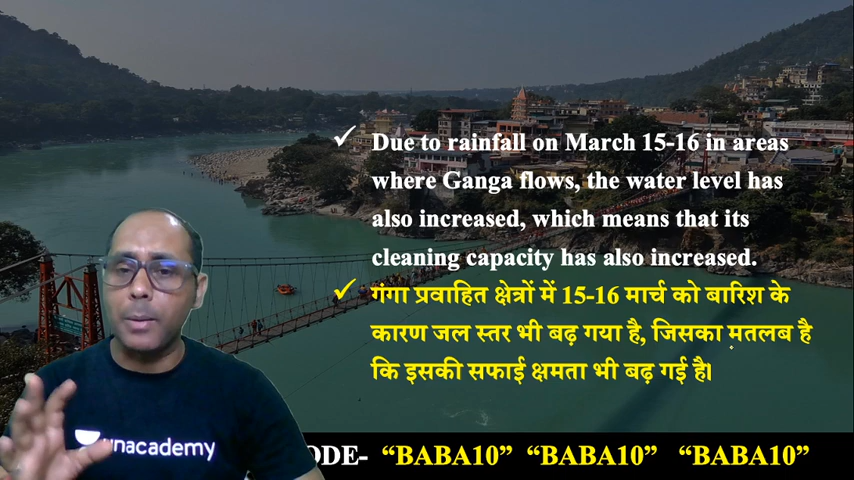 Due to rainfall on March 15-16 in areas
where Ganga flows, the water level has
also increased, which means that its
cleaning capacity has also increased.
गंगा प्रवाहित क्षेत्रों में 15-16 मार्च को बारिश के
कारण जल स्तर भी बढ़ गया है, जिसका मतलब है
कि इसकी सफाई क्षमता भी बढ़ गई है।
unacademy
ODE- “BABA10” “BABA10” “BABA10”